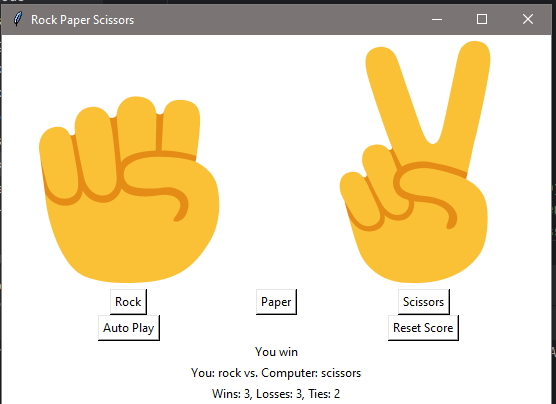 Rock Paper Scissors
Rock Paper Scissors
Auto Play Reset Score
You win
You: rock vs. Computer: scissors
Wins: 3, Losses: 3, Ties: 2